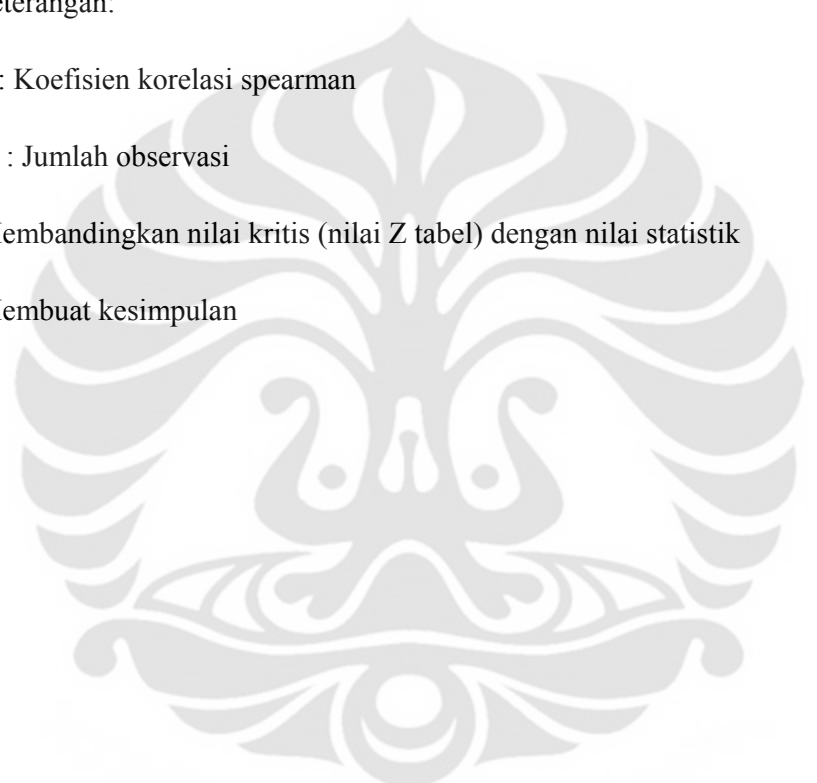 eterangan:
: Koefisien korelasi spearman
: Jumlah observasi
embandingkan nilai kritis (nilai Z tabel) dengan nilai statistik
embuat kesimpulan